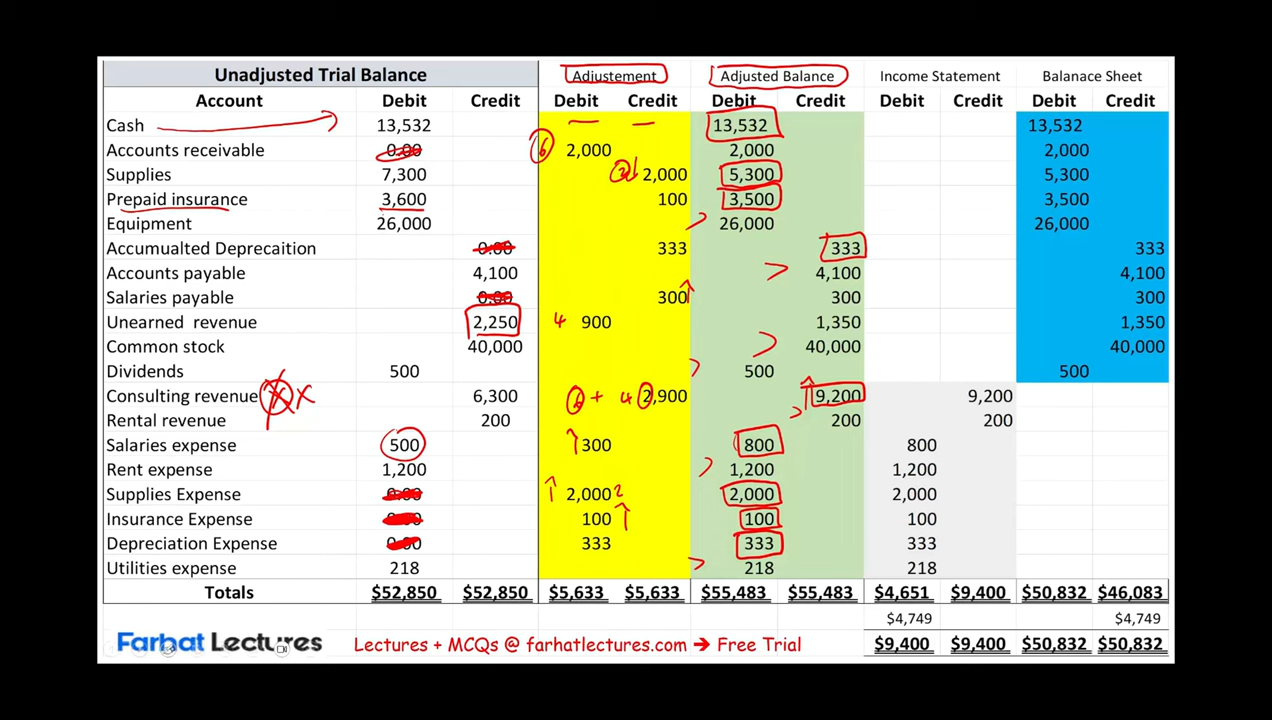 Unadjusted Trial Balance Adjustement Adjusted Balance Income Statement Balanace Sheet
Account Debit Credit Debit Credit Debit Credit Debit Credit Debit Credit
Cash 13,532 13,532 13,532
Accounts receivable 0.00 6 2,000 2,000 2,000
Supplies 7,300 2 2,000 5,300 5,300
Prepaid insurance 3,600 100 3,500 3,500
Equipment 26,000 26,000 26,000
Accumualted Deprecaition 0.00 333 333 333
Accounts payable 4,100 4,100 4,100
Salaries payable 0.00 300 300 300
Unearned revenue 2,250 4 900 1,350 1,350
Common stock 40,000 40,000 40,000
Dividends 500 500 500
Consulting revenue X X 6,300 6 + 4 2,900 9,200 9,200
Rental revenue 200 200 200
Salaries expense 500 300 800 800
Rent expense 1,200 1,200 1,200
Supplies Expense 0.00 2,000 2 2,000 2,000
Insurance Expense 100 100 100
Depreciation Expense 0.00 333 333 333
Utilities expense 218 218 218
Totals $52,850 $52,850 $5,633 $5,633 $55,483 $55,483 $4,651 $9,400 $50,832 $46,083
$4,749 $4,749
Farhat Lectures Lectures + MCQs @ farhatlectures.com → Free Trial $9,400 $9,400 $50,832 $50,832